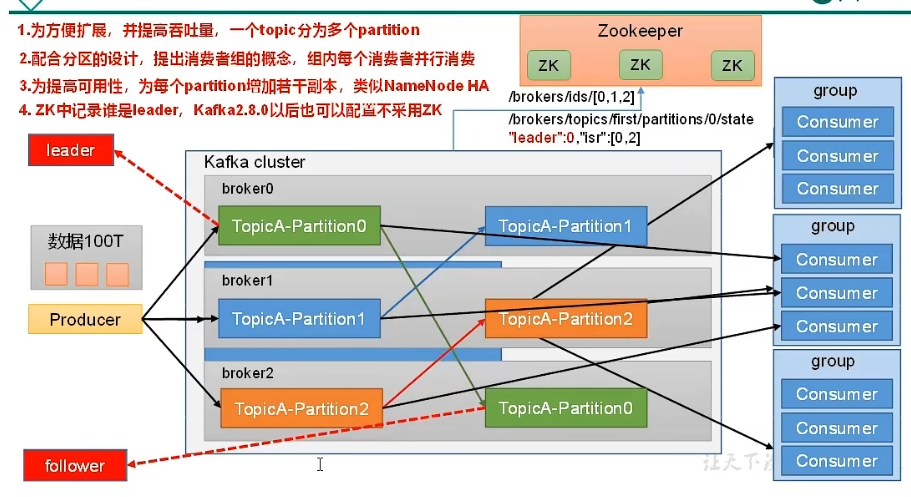 1.为方便扩展，并提高吞吐量，一个topic分为多个partition
2.配合分区的设计，提出消费者组的概念，组内每个消费者并行消费
3.为提高可用性，为每个partition增加若干副本，类似NameNode HA
4. ZK中记录谁是leader，Kafka2.8.0以后也可以配置不采用ZK
Zookeeper
ZK
ZK
ZK
/brokers/ids/[0,1,2]
/brokers/topics/first/partitions/0/state
"leader":0,"isr":[0,2]
leader
数据100T
Producer
follower
Kafka cluster
broker0
TopicA-Partition0
TopicA-Partition1
broker1
TopicA-Partition1
TopicA-Partition2
broker2
TopicA-Partition2
TopicA-Partition0
group
Consumer
Consumer
Consumer
group
Consumer
Consumer
Consumer
group
Consumer
Consumer
Consumer
让天下